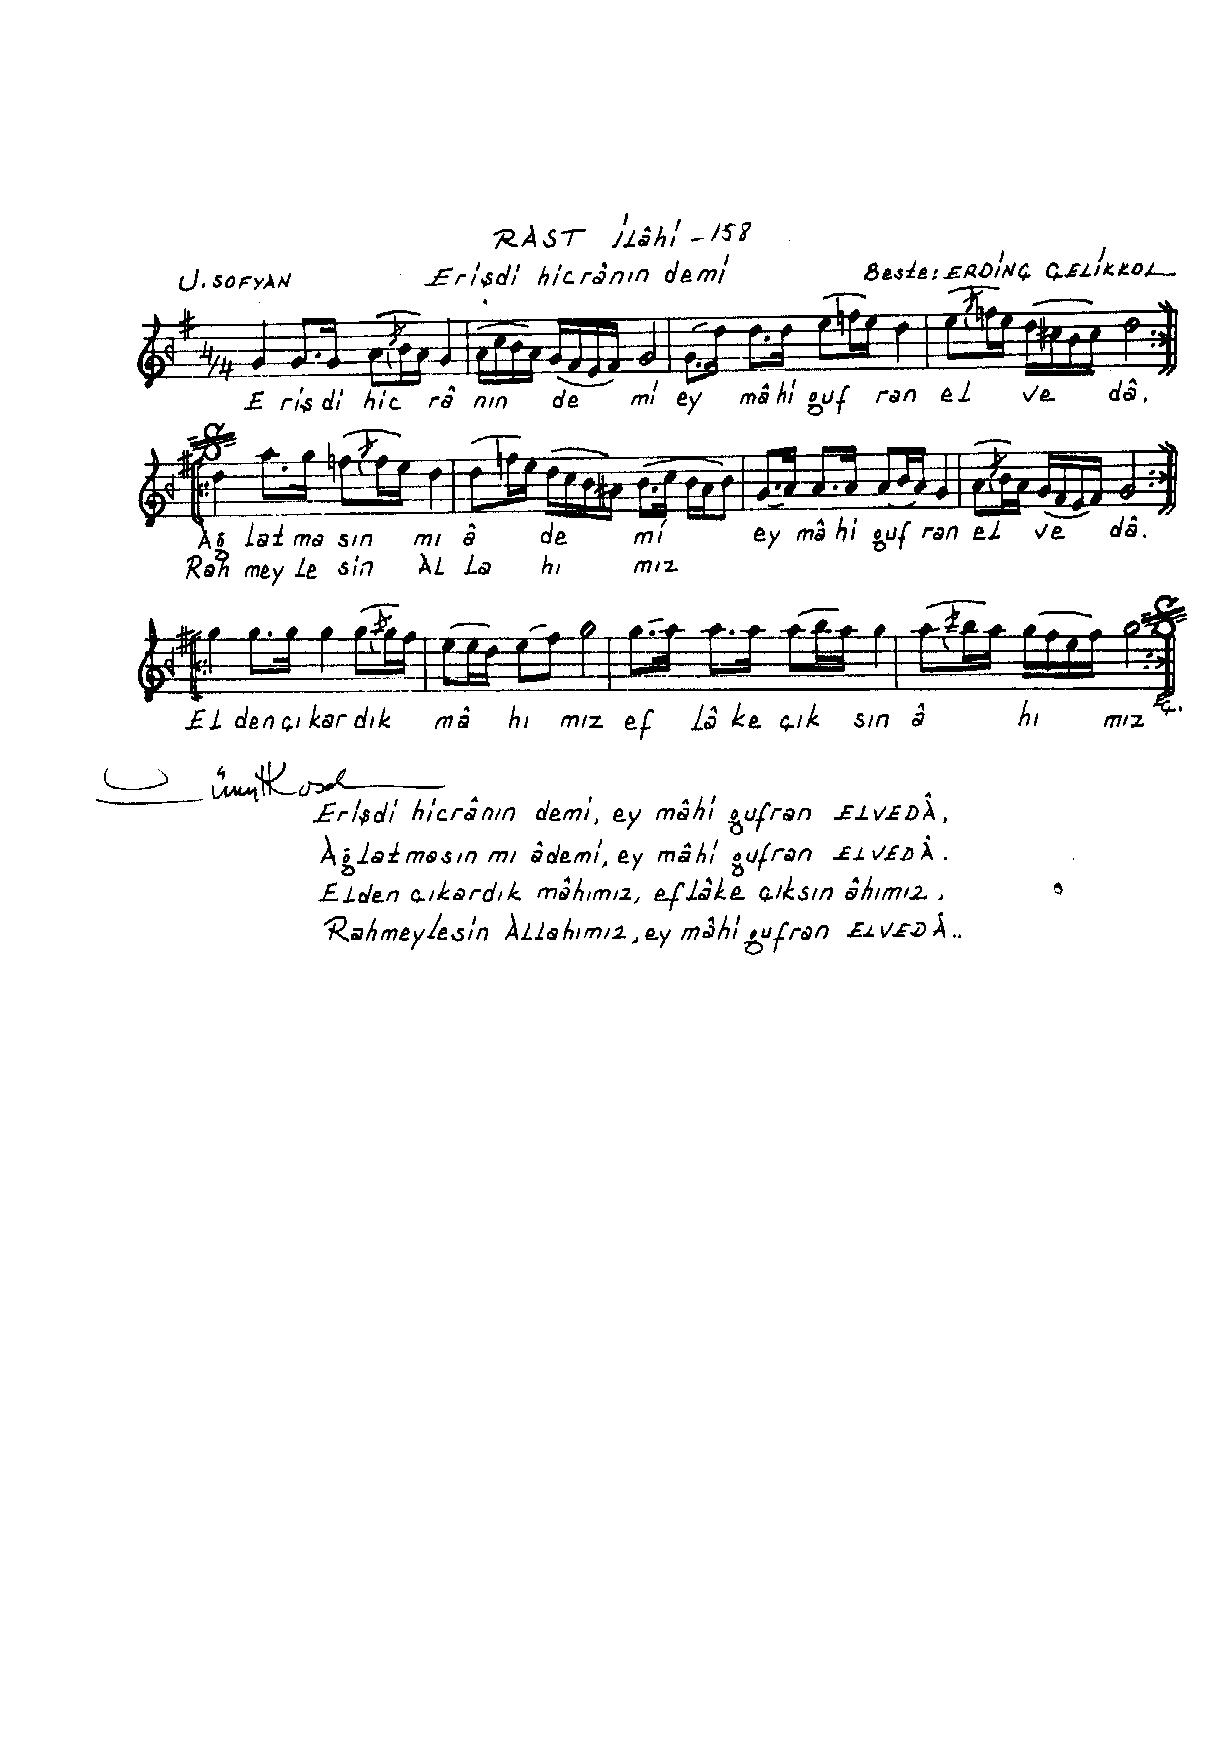 RAST İLâhİ - 158
U. SOFYAN Erişdi hicrânın demi Beste: ERDİNÇ ÇELİKKOL
4/4
E riş di hic râ nın de mi ey mâ hi guf ran el ve dâ.
Ağ lat ma sın mı â de mi ey mâ hi guf ran el ve dâ.
Rah mey le sin AL La hı mız
EL den çı kar dık mâ hı mız ef lâ ke çık sın â hı mız
Erişdi hicrânın demi, ey mâhi gufran ELVEDÂ,
Ağlatmasın mı âdemi, ey mâhi gufran ELVEDÂ.
Elden çıkardık mâhımız, eflâke çıksın âhımız,
Rahmeylesin Allahımız, ey mâhi gufran ELVEDÂ..